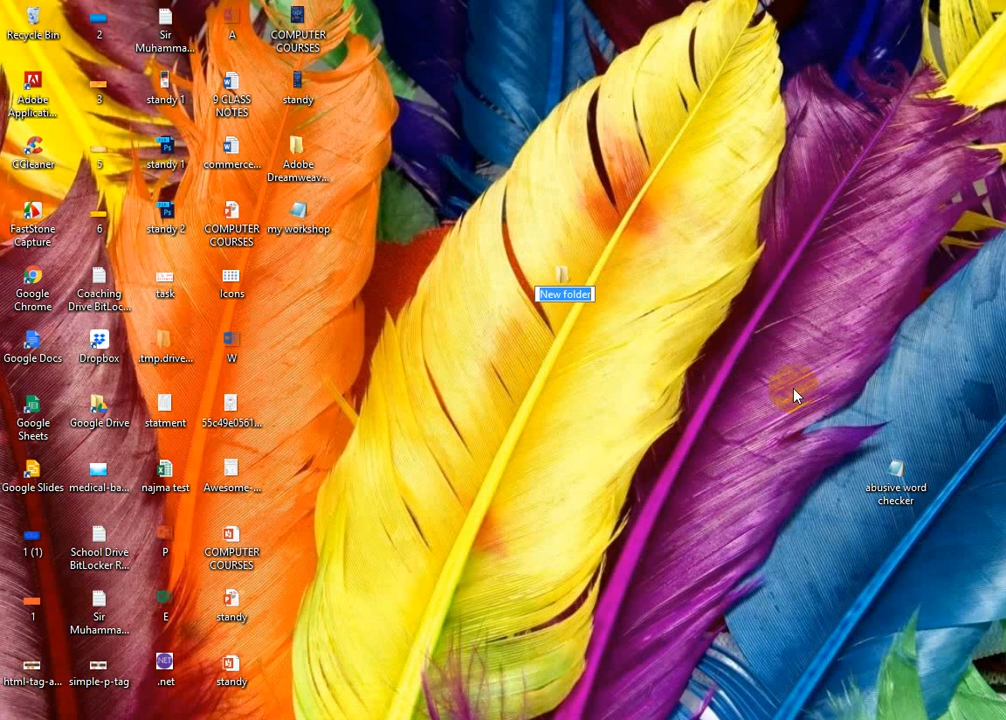 Recycle Bin
2
Sir
Muhamma...
A
COMPUTER
COURSES
Adobe
Applicati...
3
standy 1
9 CLASS
NOTES
standy
CCleaner
5
standy 1
commerce...
Adobe
Dreamweav...
FastStone
Capture
6
standy 2
COMPUTER
COURSES
my workshop
Google
Chrome
Coaching
Drive BitLoc...
task
Icons
New folder
Google Docs
Dropbox
.tmp.drive...
W
Google
Sheets
Google Drive
statment
55c49e0561...
Google Slides
medical-ba...
najma test
Awesome-...
abusive word
checker
1 (1)
School Drive
BitLocker R...
P
COMPUTER
COURSES
1
Sir
Muhamma...
E
standy
html-tag-a...
simple-p-tag
.net
standy